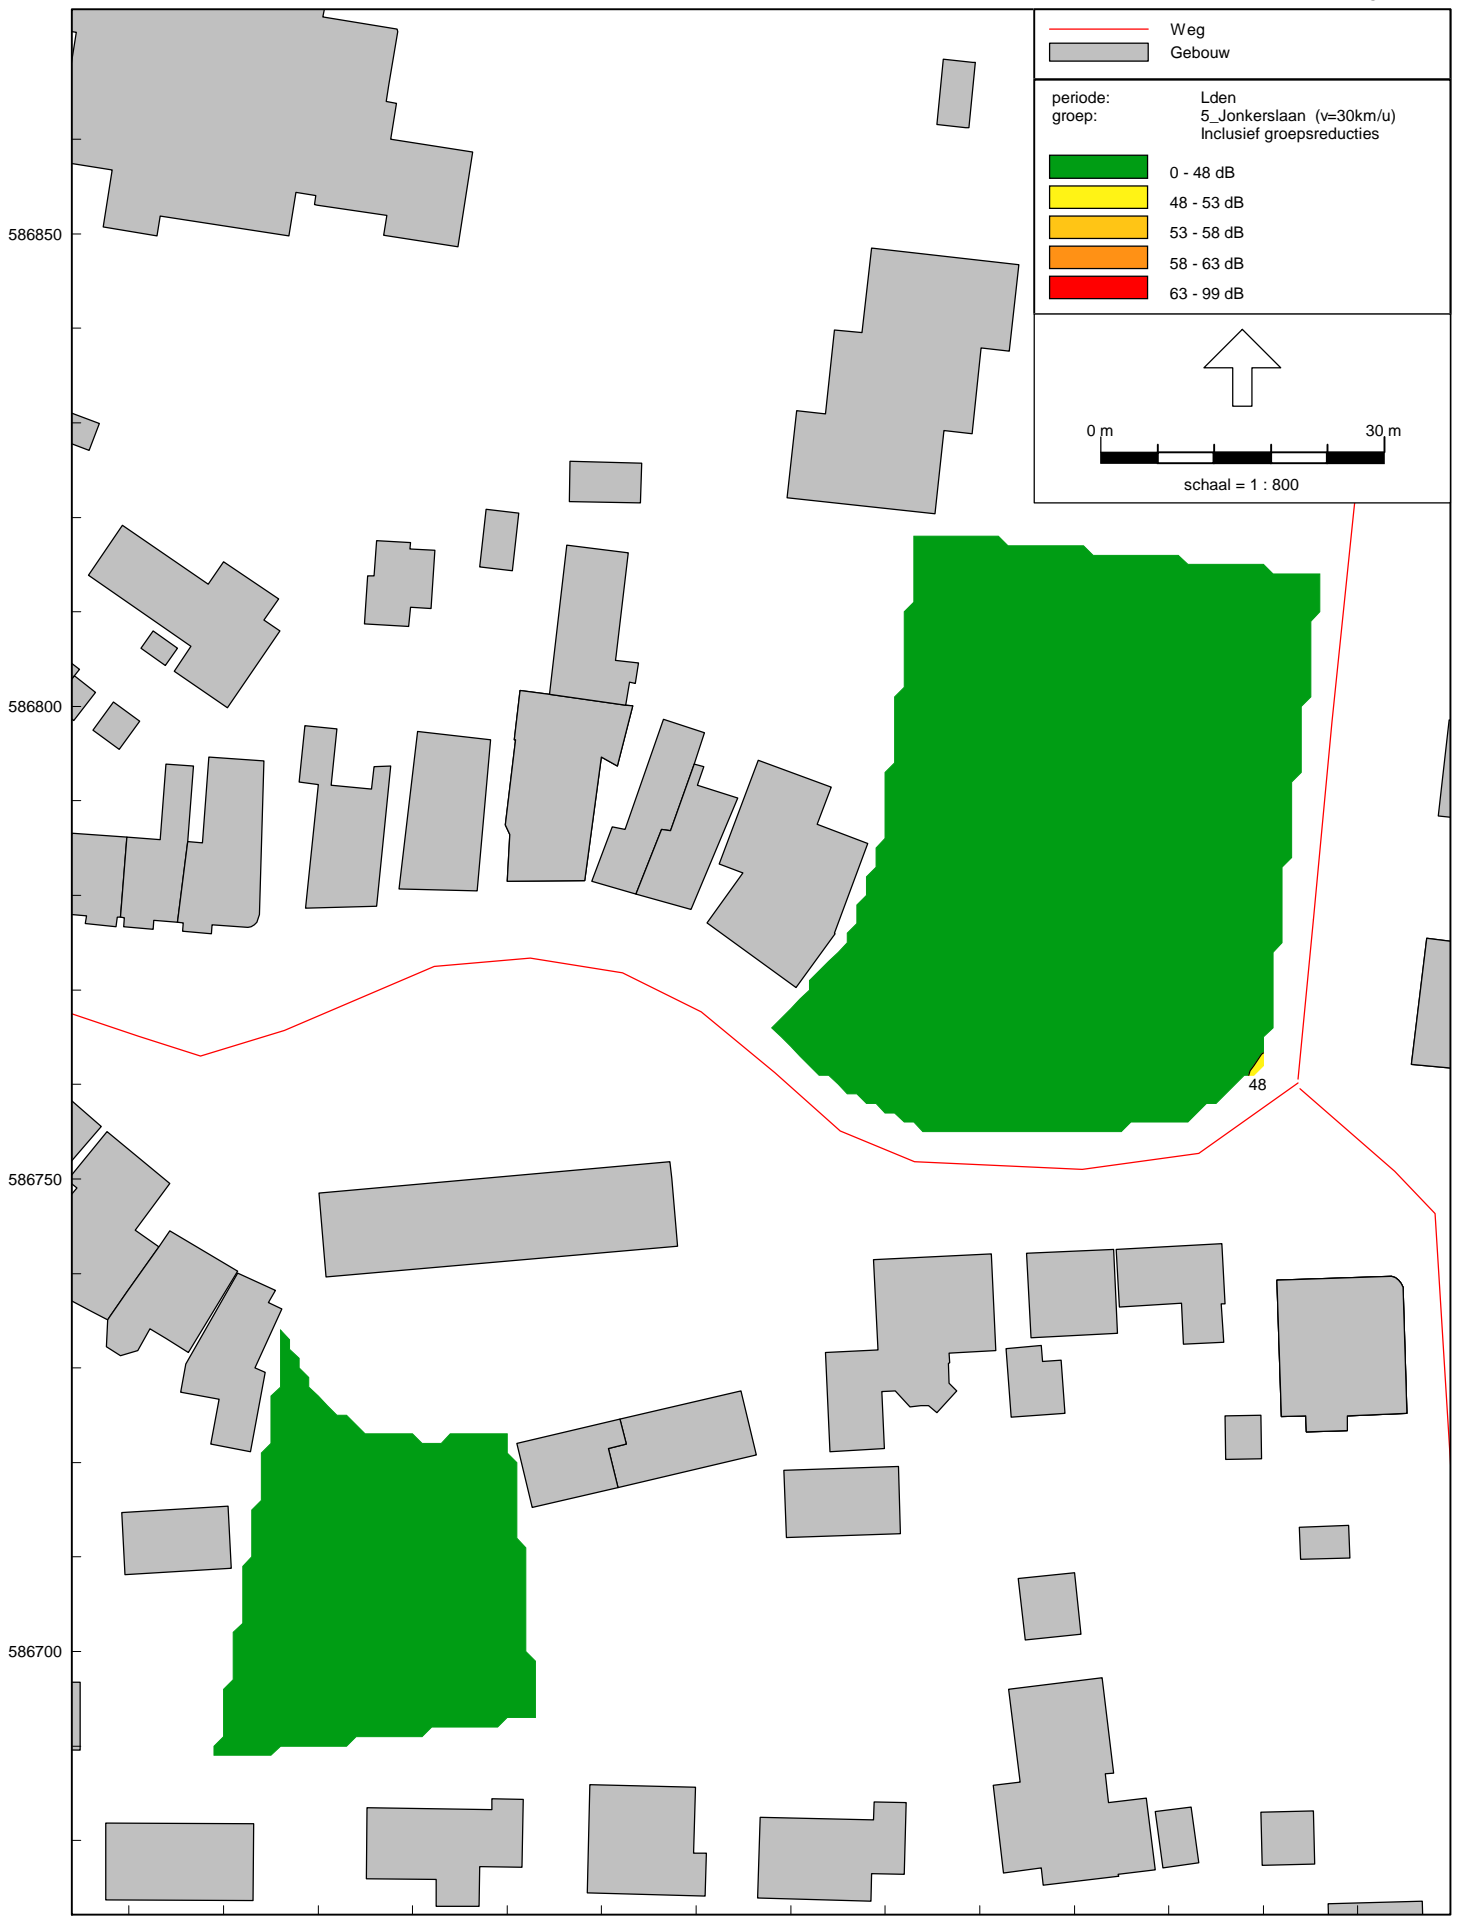 Weg
Gebouw
periode: Lden
groep: 5_Jonkerslaan (v=30km/u)
Inclusief groepsreducties
0 - 48 dB
48 - 53 dB
53 - 58 dB
58 - 63 dB
63 - 99 dB
0 m 30 m
schaal = 1 : 800
586850
586800
48
586750
586700